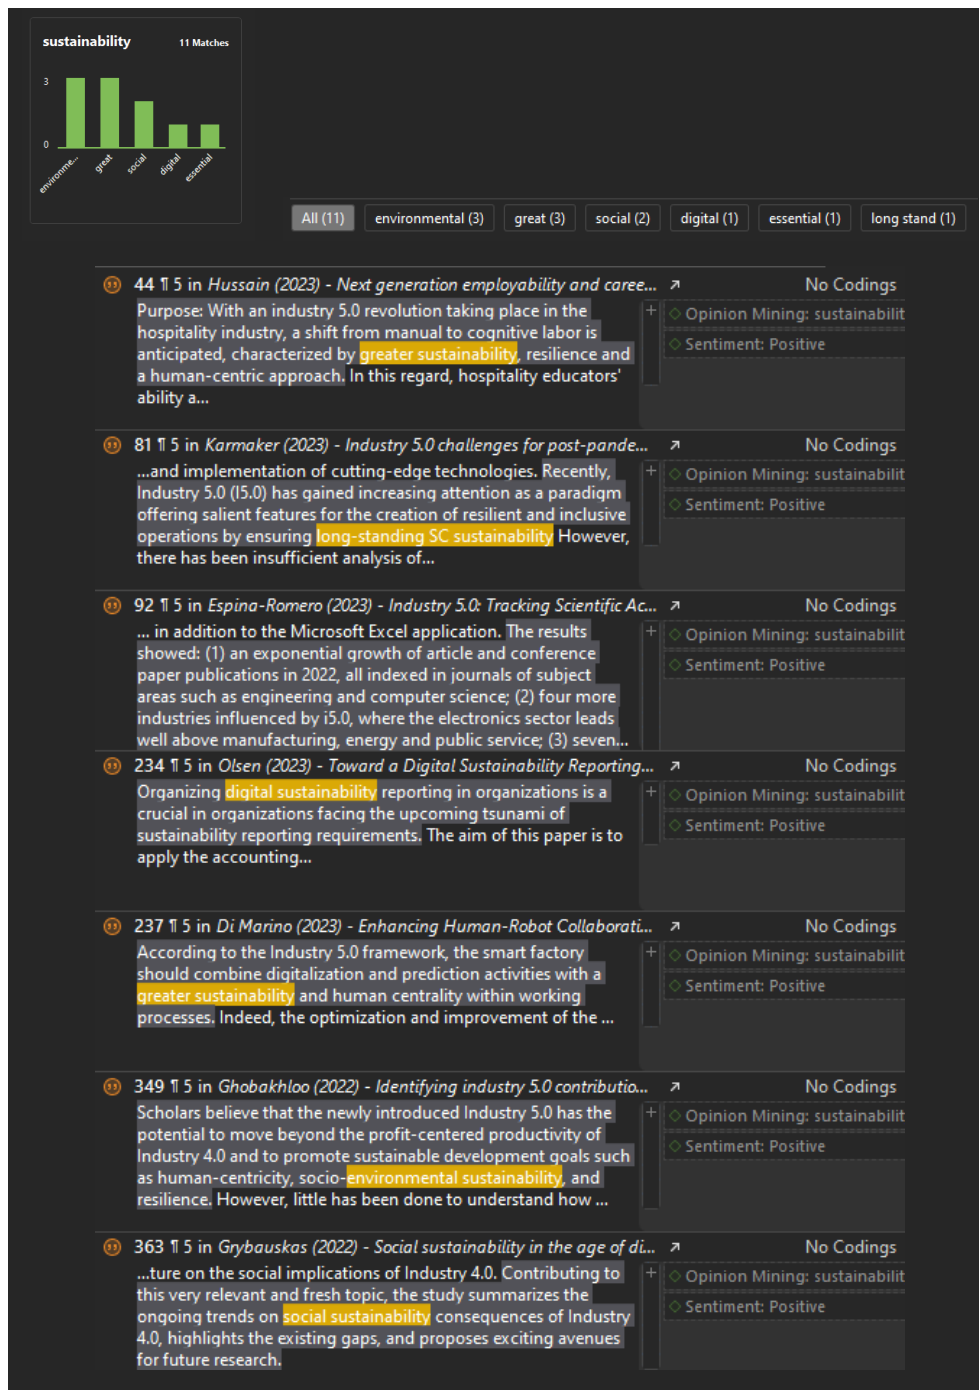 sustainability 11 Matches
3
0
environme...
great
social
digital
essential
All (11) environmental (3) great (3) social (2) digital (1) essential (1) long stand (1)
44 ¶ 5 in Hussain (2023) - Next generation employability and caree... ↗ No Codings
Purpose: With an industry 5.0 revolution taking place in the
hospitality industry, a shift from manual to cognitive labor is
anticipated, characterized by greater sustainability, resilience and
a human-centric approach. In this regard, hospitality educators'
ability a...
+
◇ Opinion Mining: sustainabilit
◇ Sentiment: Positive
81 ¶ 5 in Karmaker (2023) - Industry 5.0 challenges for post-pande... ↗ No Codings
...and implementation of cutting-edge technologies. Recently,
Industry 5.0 (I5.0) has gained increasing attention as a paradigm
offering salient features for the creation of resilient and inclusive
operations by ensuring long-standing SC sustainability However,
there has been insufficient analysis of...
+
◇ Opinion Mining: sustainabilit
◇ Sentiment: Positive
92 ¶ 5 in Espina-Romero (2023) - Industry 5.0: Tracking Scientific Ac... ↗ No Codings
... in addition to the Microsoft Excel application. The results
showed: (1) an exponential growth of article and conference
paper publications in 2022, all indexed in journals of subject
areas such as engineering and computer science; (2) four more
industries influenced by i5.0, where the electronics sector leads
well above manufacturing, energy and public service; (3) seven...
+
◇ Opinion Mining: sustainabilit
◇ Sentiment: Positive
234 ¶ 5 in Olsen (2023) - Toward a Digital Sustainability Reporting... ↗ No Codings
Organizing digital sustainability reporting in organizations is a
crucial in organizations facing the upcoming tsunami of
sustainability reporting requirements. The aim of this paper is to
apply the accounting...
+
◇ Opinion Mining: sustainabilit
◇ Sentiment: Positive
237 ¶ 5 in Di Marino (2023) - Enhancing Human-Robot Collaborati... ↗ No Codings
According to the Industry 5.0 framework, the smart factory
should combine digitalization and prediction activities with a
greater sustainability and human centrality within working
processes. Indeed, the optimization and improvement of the ...
+
◇ Opinion Mining: sustainabilit
◇ Sentiment: Positive
349 ¶ 5 in Ghobakhloo (2022) - Identifying industry 5.0 contributio... ↗ No Codings
Scholars believe that the newly introduced Industry 5.0 has the
potential to move beyond the profit-centered productivity of
Industry 4.0 and to promote sustainable development goals such
as human-centricity, socio-environmental sustainability, and
resilience. However, little has been done to understand how ...
+
◇ Opinion Mining: sustainabilit
◇ Sentiment: Positive
363 ¶ 5 in Grybauskas (2022) - Social sustainability in the age of di... ↗ No Codings
...ture on the social implications of Industry 4.0. Contributing to
this very relevant and fresh topic, the study summarizes the
ongoing trends on social sustainability consequences of Industry
4.0, highlights the existing gaps, and proposes exciting avenues
for future research.
+
◇ Opinion Mining: sustainabilit
◇ Sentiment: Positive